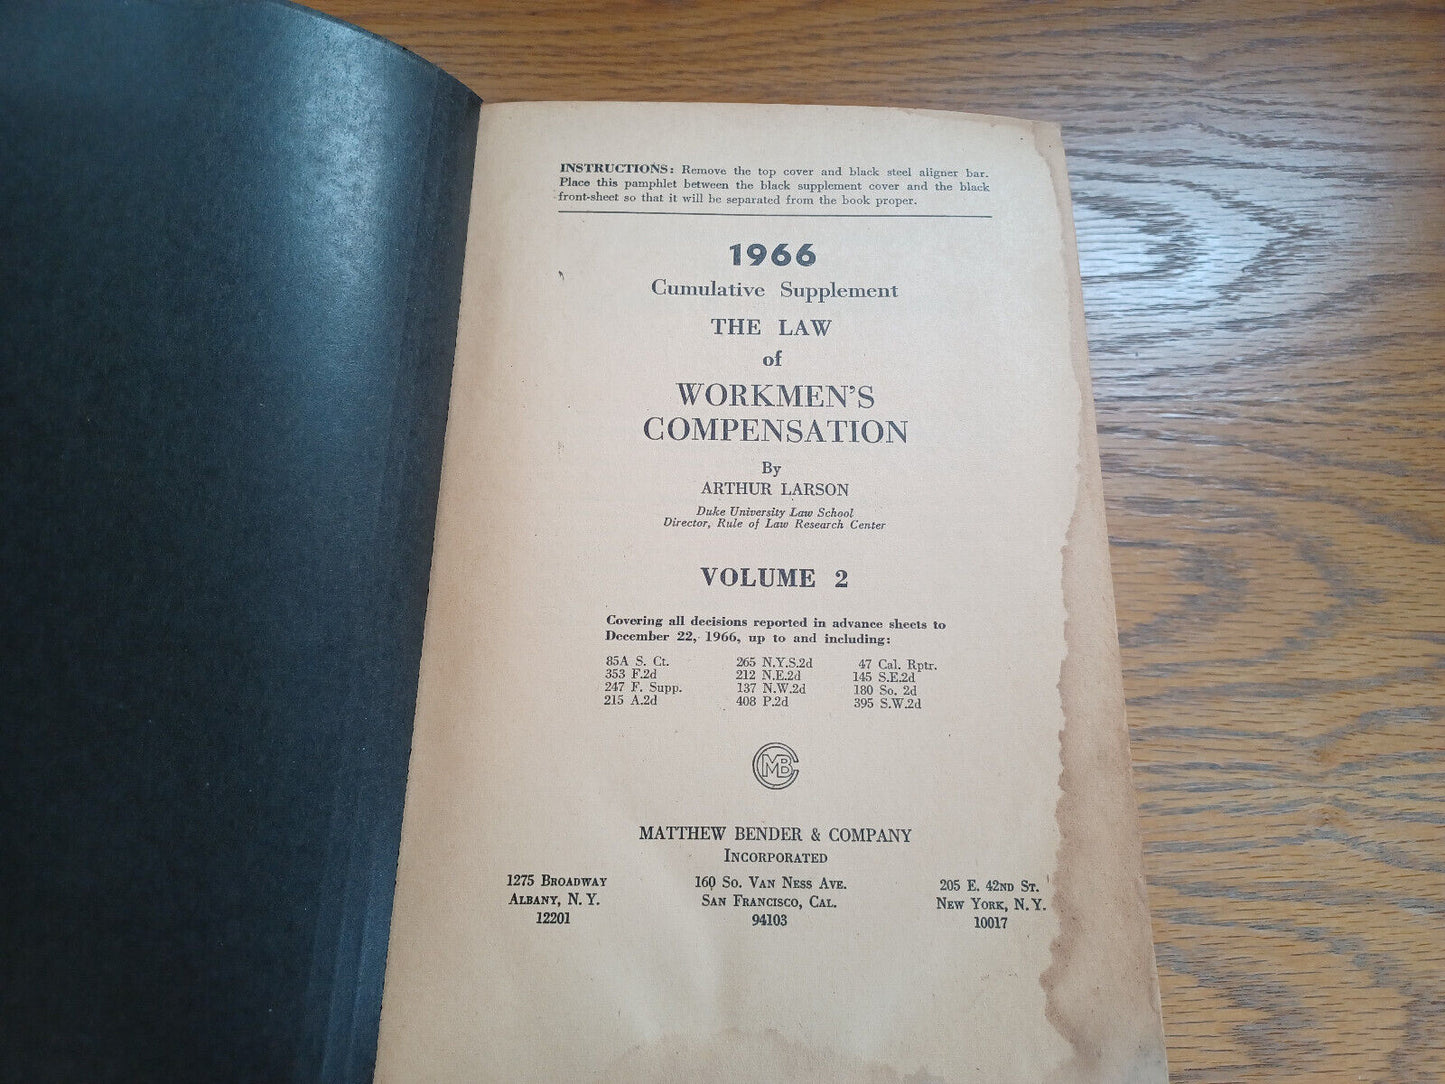 INSTRUCTIONS: Remove the top cover and black steel aligner bar.
Place this pamphlet between the black supplement cover and the black
front-sheet so that it will be separated from the book proper.
1966
Cumulative Supplement
THE LAW
of
WORKMEN'S
COMPENSATION
By
ARTHUR LARSON
Duke University Law School
Director, Rule of Law Research Center
VOLUME 2
Covering all decisions reported in advance sheets to
December 22, 1966, up to and including:
85A S. Ct. 265 N.Y.S.2d 47 Cal. Rptr.
353 F.2d 212 N.E.2d 145 S.E.2d
247 F. Supp. 137 N.W.2d 180 So. 2d
215 A.2d 408 P.2d 395 S.W.2d
CMB
MATTHEW BENDER & COMPANY
INCORPORATED
1275 BROADWAY 160 SO. VAN NESS AVE. 205 E. 42ND ST.
ALBANY, N. Y. SAN FRANCISCO, CAL. NEW YORK, N. Y.
12201 94103 10017